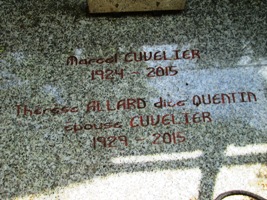 Marcel CUVELIER
1924 - 2015
Thérèse ALLARD dite QUENTIN
épouse CUVELIER
1929 - 2015